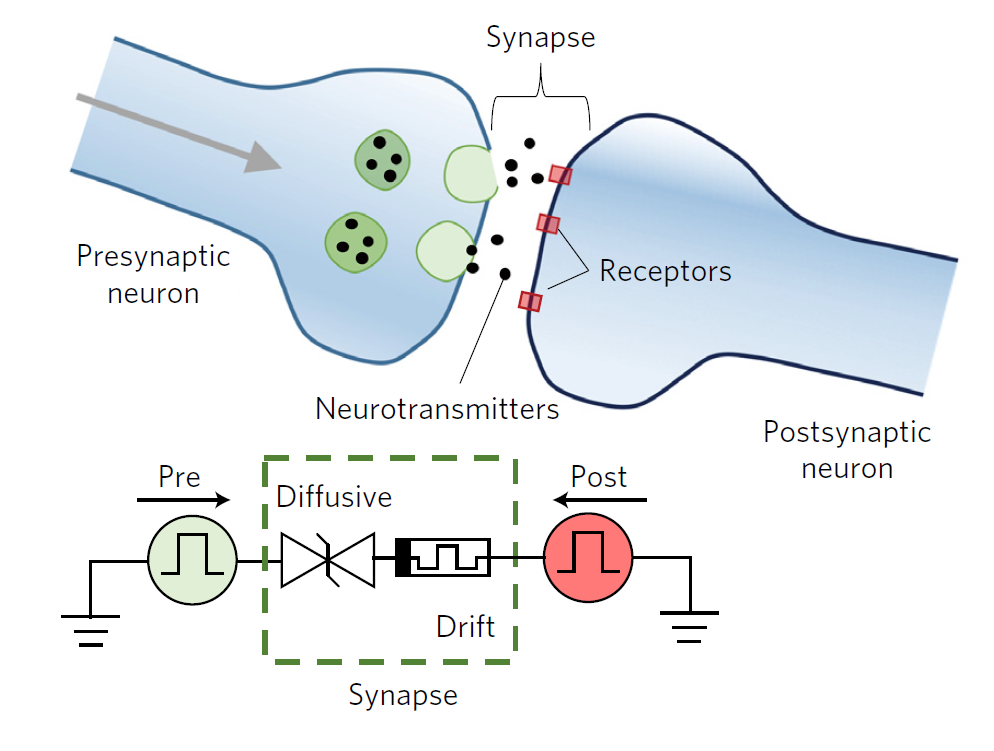 Synapse
Presynaptic
neuron
Receptors
Neurotransmitters
Postsynaptic
neuron
Pre
Post
Diffusive
Drift
Synapse